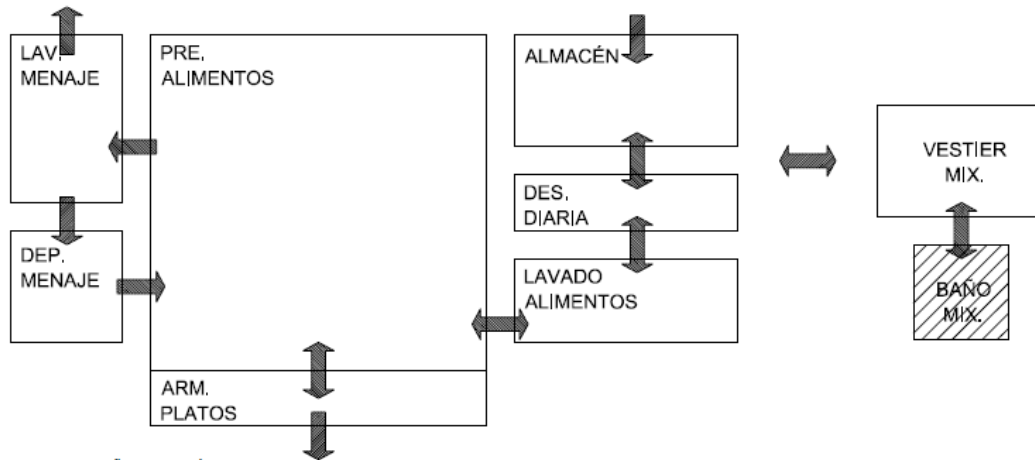 LAV.
MENAJE
PRE.
ALIMENTOS
ALMACÉN
VESTIER
MIX.
DES.
DIARIA
DEP.
MENAJE
LAVADO
ALIMENTOS
BAÑO
MIX.
ARM.
PLATOS